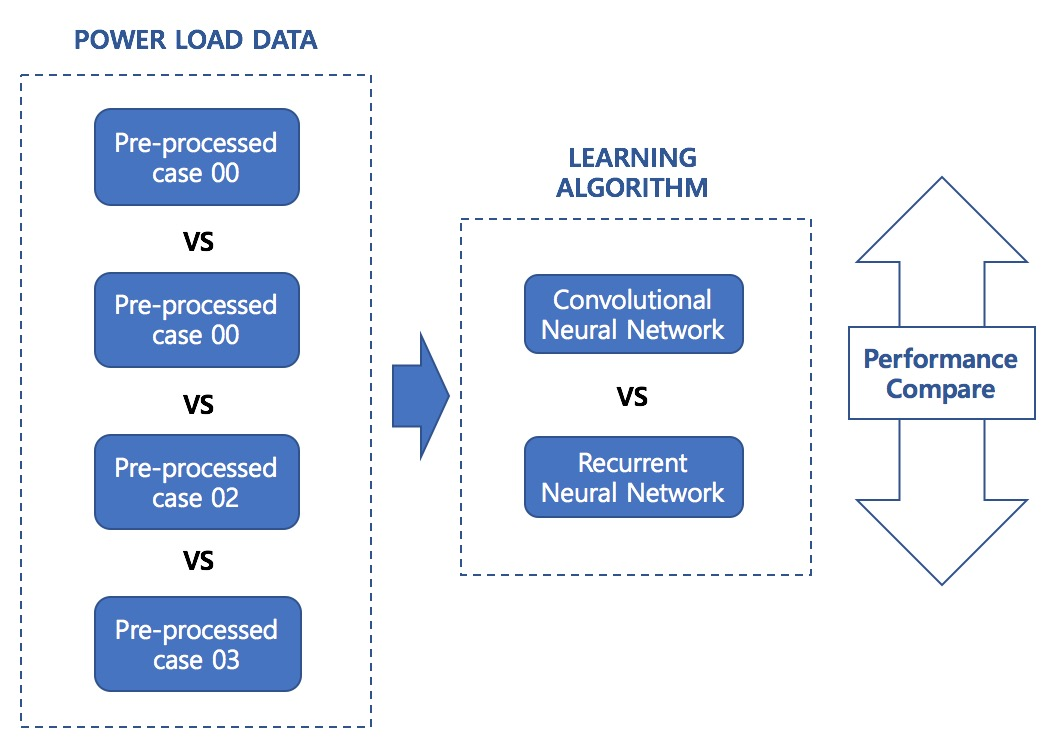 POWER LOAD DATA
Pre-processed
case 00
VS
Pre-processed
case 00
VS
Pre-processed
case 02
VS
Pre-processed
case 03
LEARNING
ALGORITHM
Convolutional
Neural Network
VS
Recurrent
Neural Network
Performance
Compare